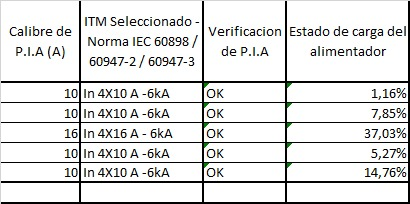 Calibre de P.I.A (A) | ITM Seleccionado - Norma IEC 60898 / 60947-2 / 60947-3 | Verificacion de P.I.A | Estado de carga del alimentador
10 | In 4X10 A -6kA | OK | 1,16%
10 | In 4X10 A -6kA | OK | 7,85%
16 | In 4X16 A - 6kA | OK | 37,03%
10 | In 4X10 A -6kA | OK | 5,27%
10 | In 4X10 A -6kA | OK | 14,76%